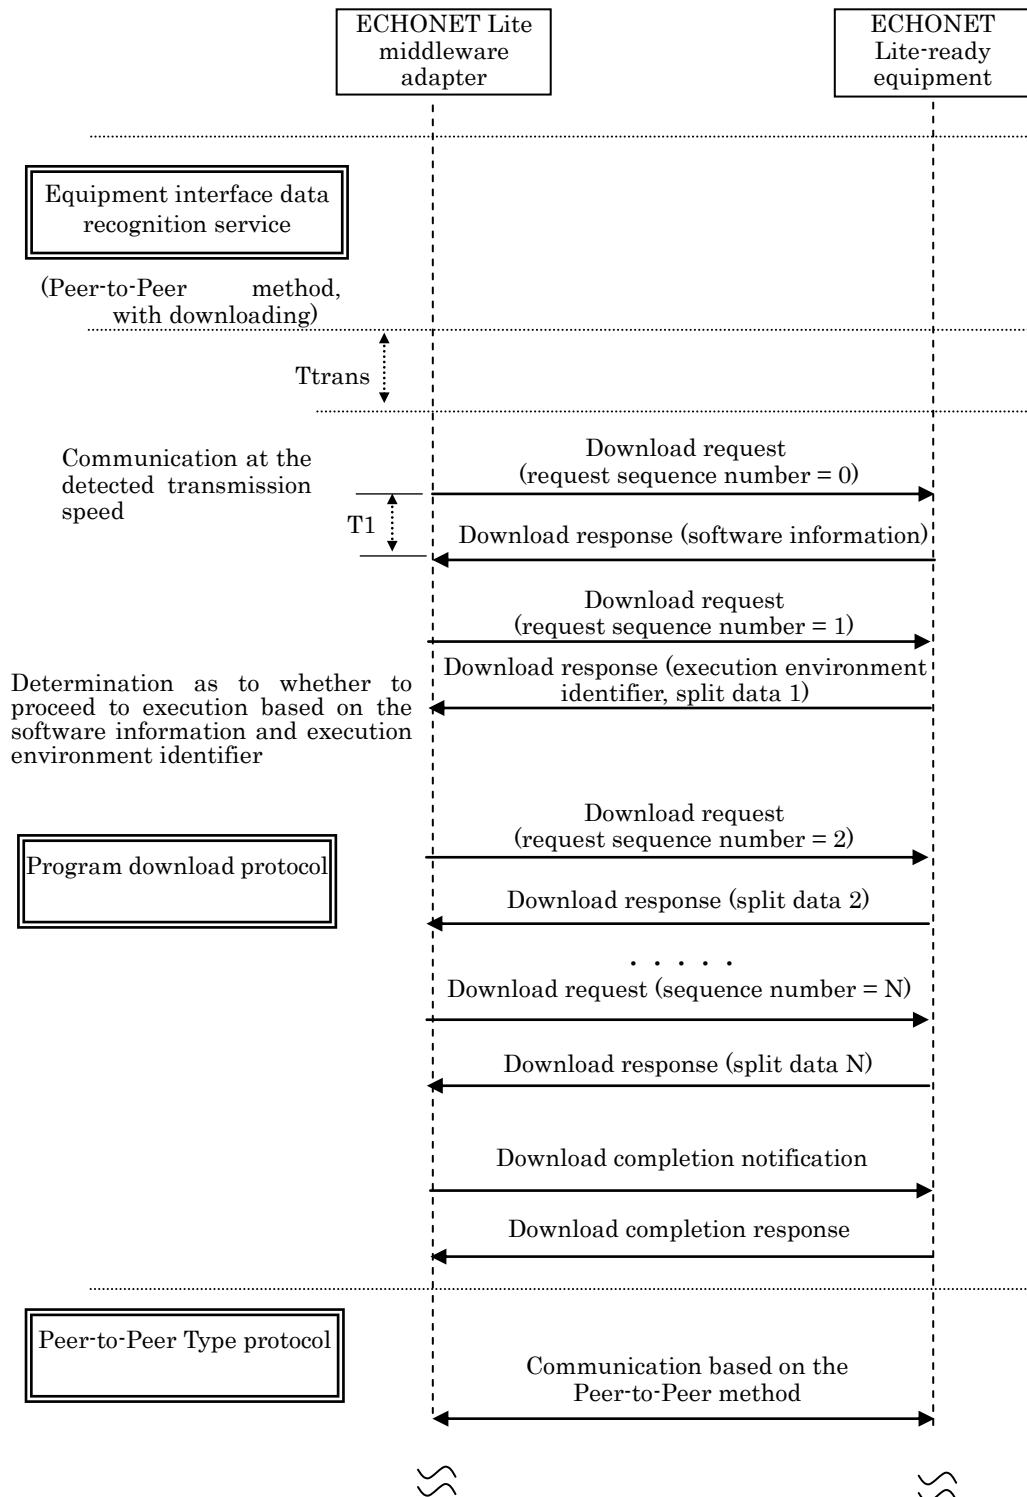 ECHONET Lite
middleware
adapter
ECHONET
Lite-ready
equipment
Equipment interface data
recognition service
(Peer-to-Peer method,
with downloading)
Ttrans
Communication at the
detected transmission
speed
Download request
(request sequence number = 0)
T1
Download response (software information)
Download request
(request sequence number = 1)
Download response (execution environment
identifier, split data 1)
Determination as to whether to
proceed to execution based on the
software information and execution
environment identifier
Download request
(request sequence number = 2)
Program download protocol
Download response (split data 2)
. . . . .
Download request (sequence number = N)
Download response (split data N)
Download completion notification
Download completion response
Peer-to-Peer Type protocol
Communication based on the
Peer-to-Peer method